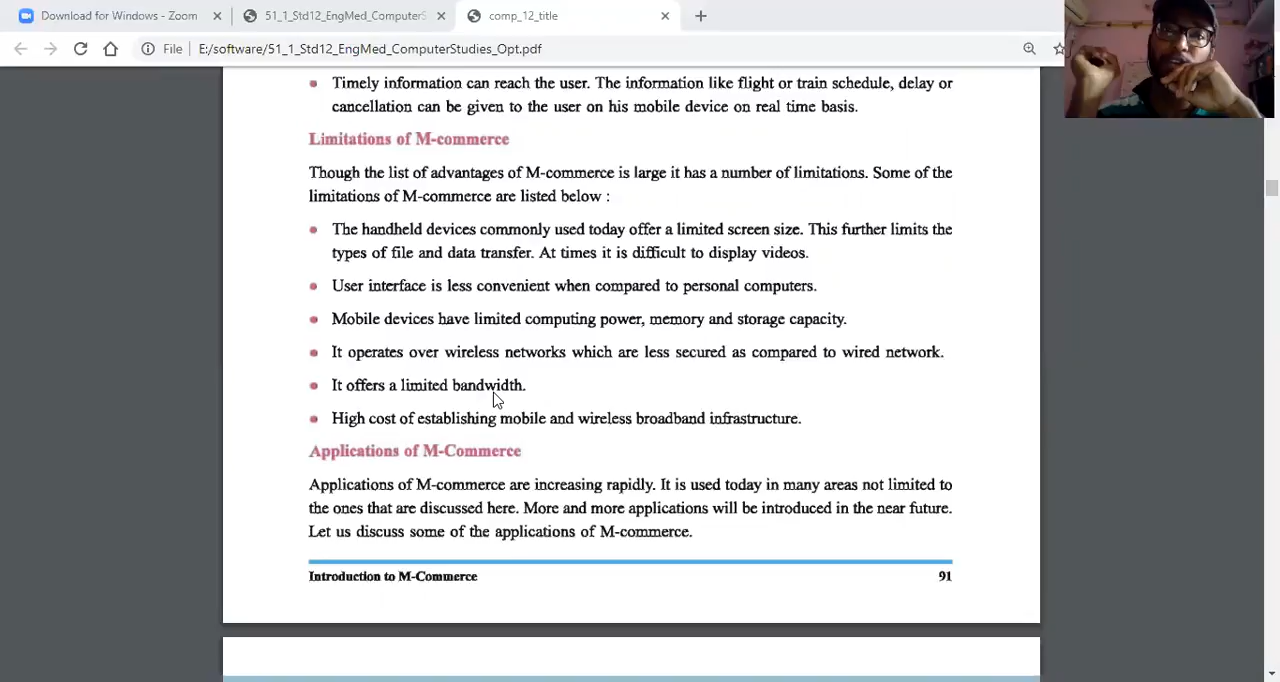 Download for Windows - Zoom
51_1_Std12_EngMed_ComputerS
comp_12_title
File
E:/software/51_1_Std12_EngMed_ComputerStudies_Opt.pdf
Timely information can reach the user. The information like flight or train schedule, delay or
cancellation can be given to the user on his mobile device on real time basis.
Limitations of M-commerce
Though the list of advantages of M-commerce is large it has a number of limitations. Some of the
limitations of M-commerce are listed below :
The handheld devices commonly used today offer a limited screen size. This further limits the
types of file and data transfer. At times it is difficult to display videos.
User interface is less convenient when compared to personal computers.
Mobile devices have limited computing power, memory and storage capacity.
It operates over wireless networks which are less secured as compared to wired network.
It offers a limited bandwidth.
High cost of establishing mobile and wireless broadband infrastructure.
Applications of M-Commerce
Applications of M-commerce are increasing rapidly. It is used today in many areas not limited to
the ones that are discussed here. More and more applications will be introduced in the near future.
Let us discuss some of the applications of M-commerce.
Introduction to M-Commerce 91